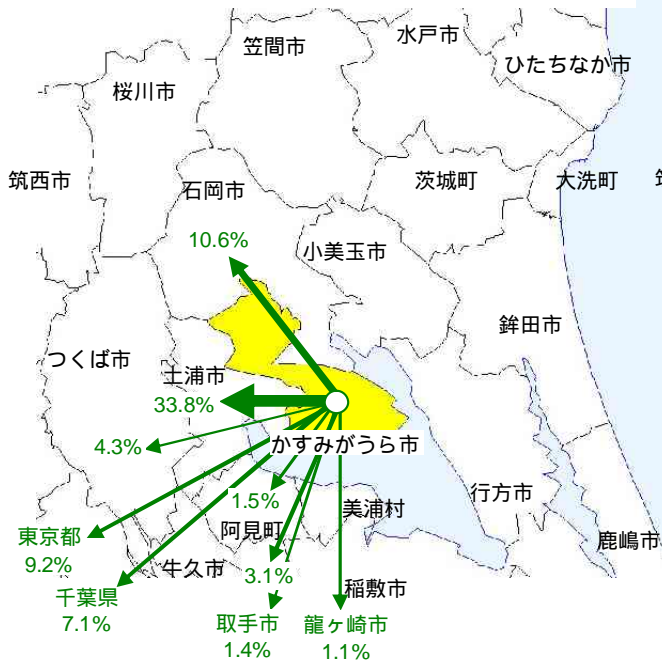 水戸市
笠間市
ひたちなか市
桜川市
筑西市
石岡市
茨城町
大洗町
10.6%
小美玉市
鉾田市
つくば市
土浦市
33.8%
4.3%
かすみがうら市
1.5%
行方市
美浦村
阿見町
東京都
9.2%
鹿嶋市
牛久市
3.1%
稲敷市
千葉県
7.1%
取手市
1.4%
龍ヶ崎市
1.1%